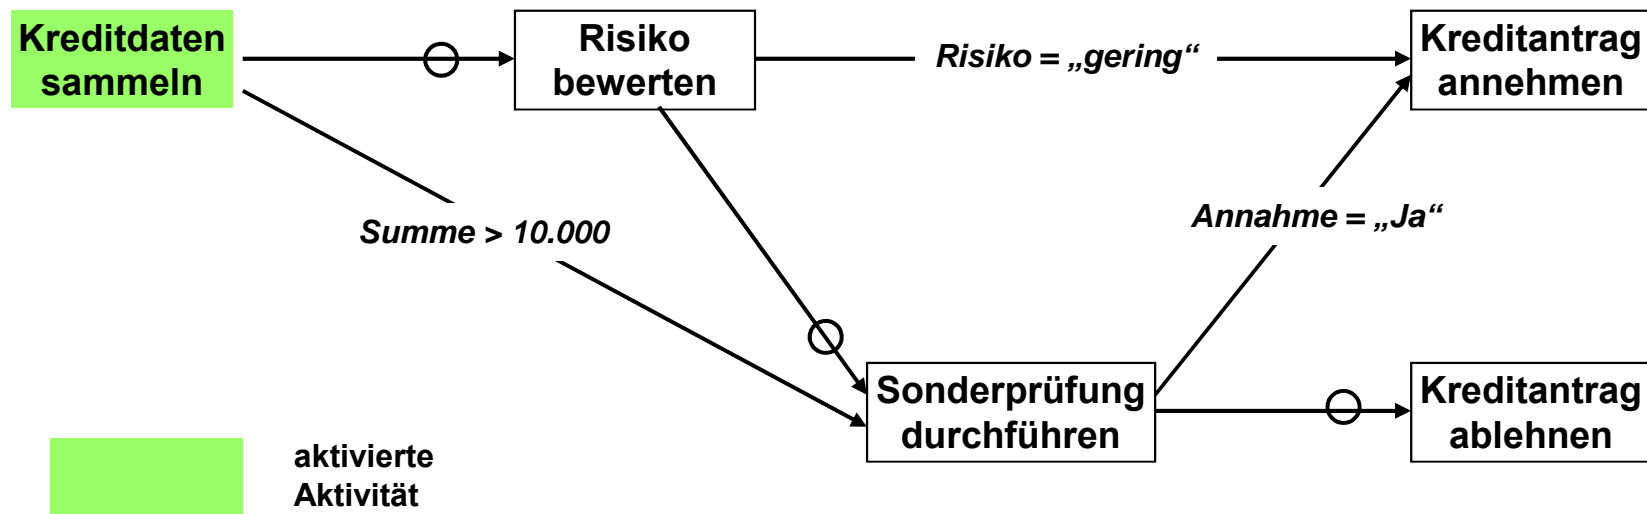 Kreditdaten
sammeln
Risiko
bewerten
Risiko = „gering“
Kreditantrag
annehmen
Summe > 10.000
Annahme = „Ja“
Sonderprüfung
durchführen
Kreditantrag
ablehnen
aktivierte
Aktivität